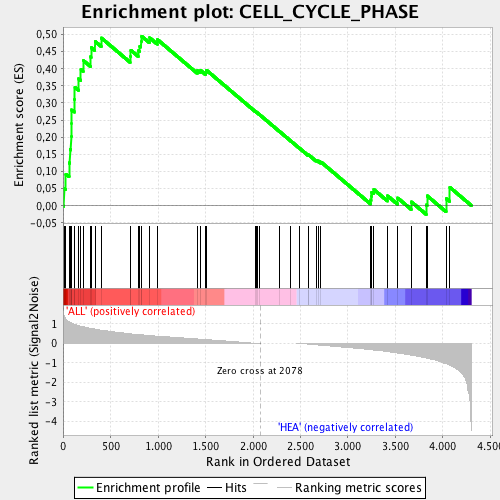 Enrichment plot: CELL_CYCLE_PHASE
Enrichment score (ES)
0,50
0,45
0,40
0,35
0,30
0,25
0,20
0,15
0,10
0,05
0,00
-0,05
Ranked list metric (Signal2Noise)
'ALL' (positively correlated)
1
0
-1
-2
-3
-4
Zero cross at 2078
'HEA' (negatively correlated)
0 500 1 000 1 500 2 000 2 500 3 000 3 500 4 000 4 500
Rank in Ordered Dataset
Enrichment profile Hits Ranking metric scores